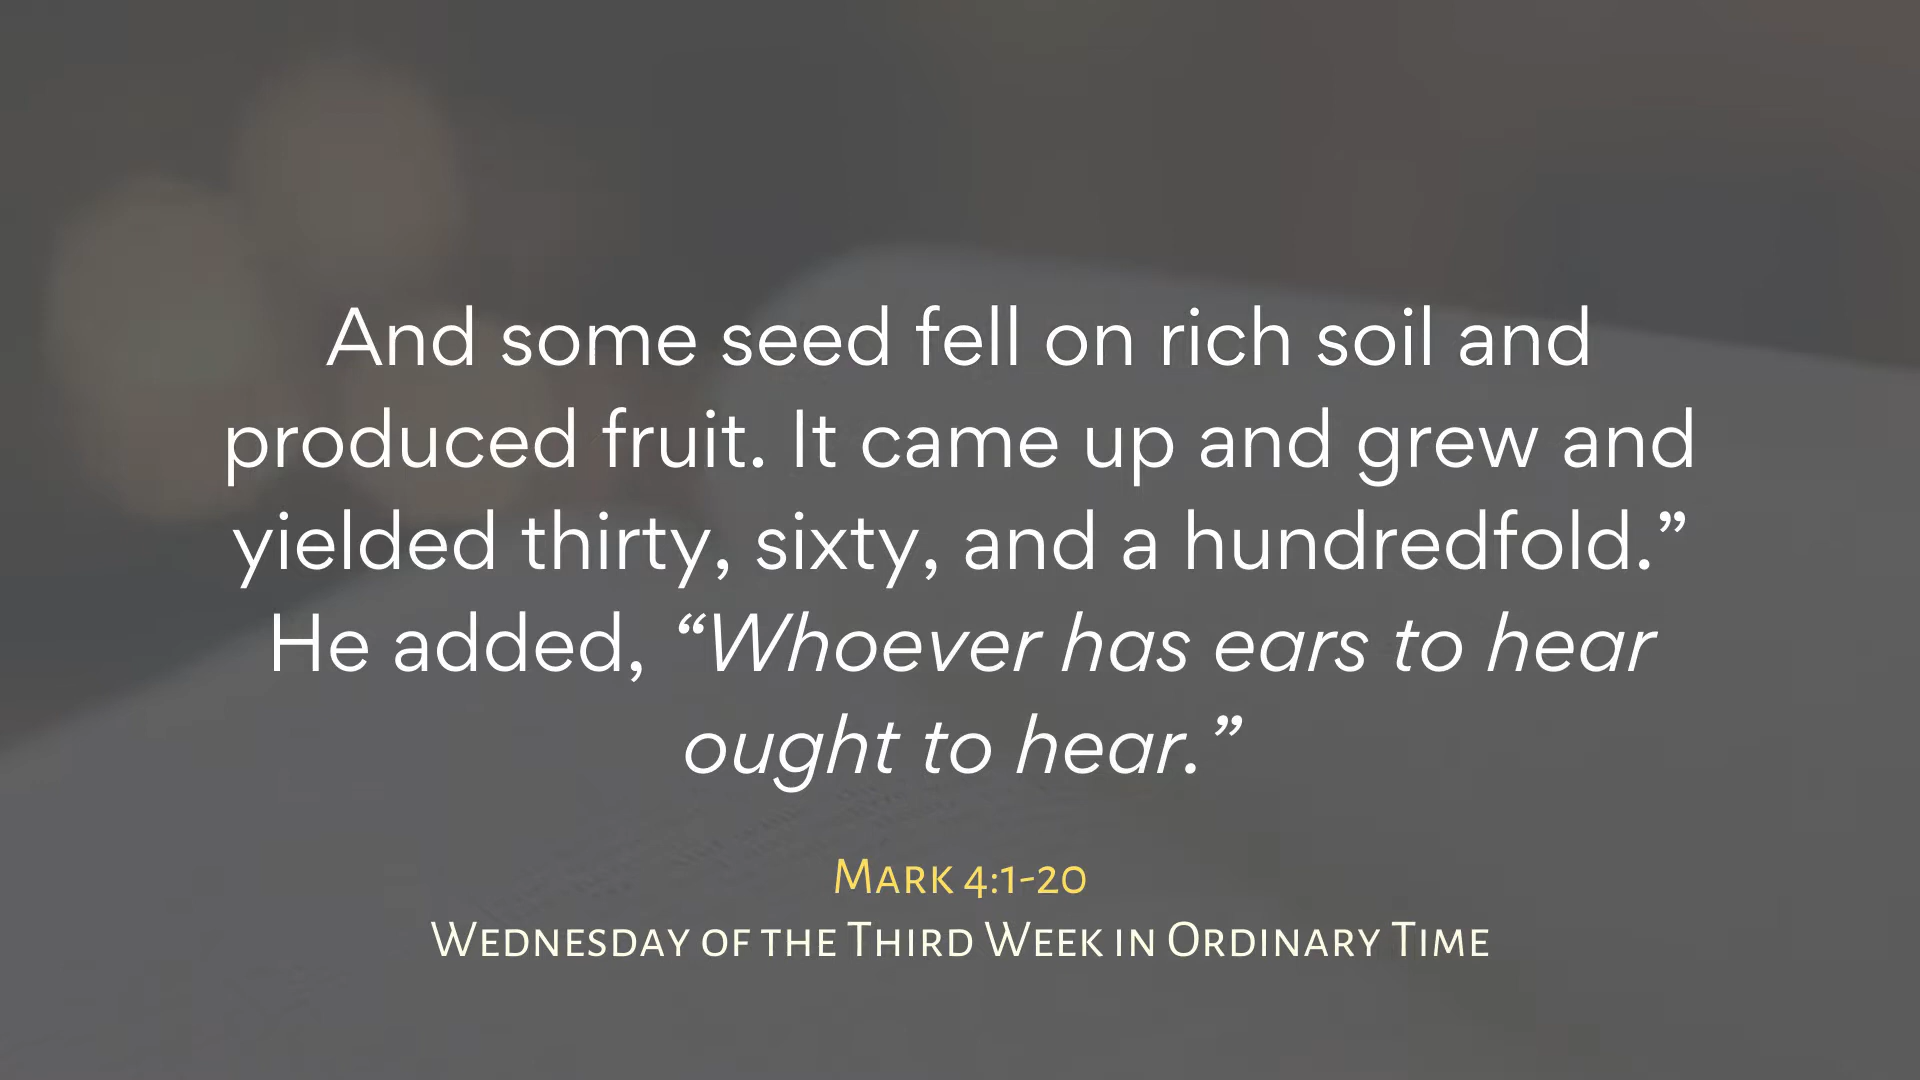 And some seed fell on rich soil and
produced fruit. It came up and grew and
yielded thirty, sixty, and a hundredfold.”
He added, “Whoever has ears to hear
ought to hear.”
Mark 4:1-20
Wednesday of the Third Week in Ordinary Time